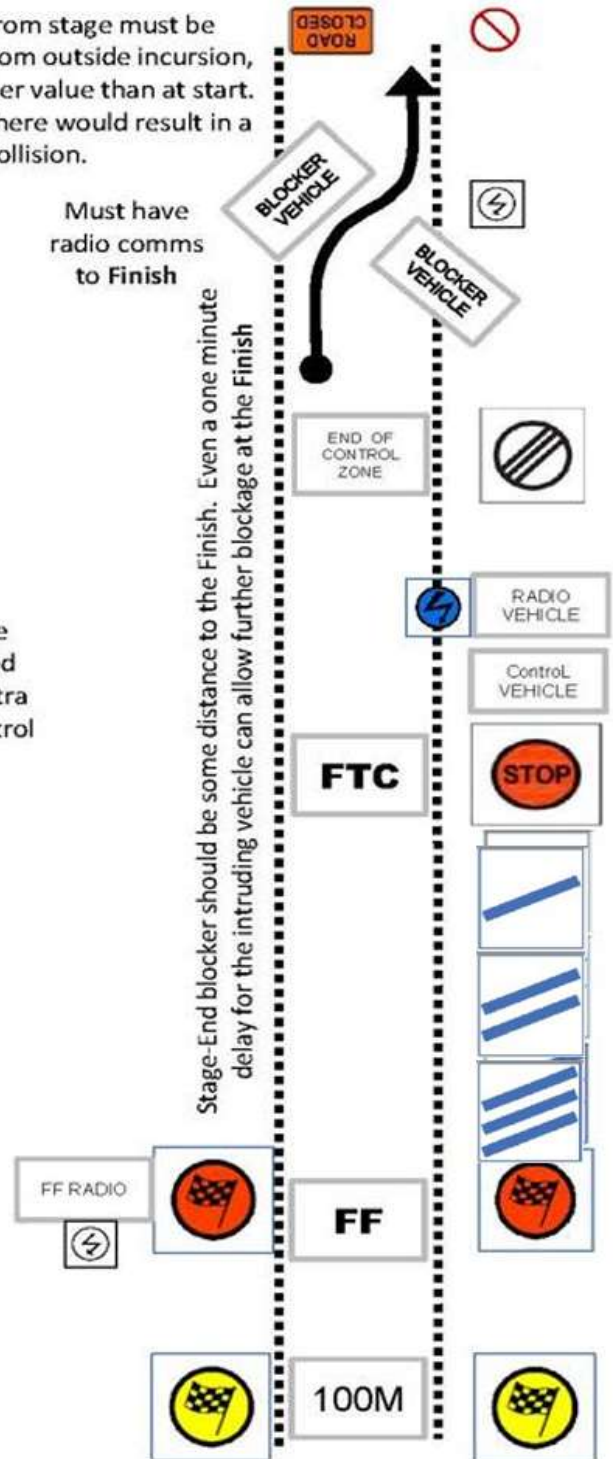 rom stage must be
om outside incursion,
er value than at start.
here would result in a
ollision.
ROAD
CLOSED
BLOCKER
VEHICLE
Must have
radio comms
to Finish
BLOCKER
VEHICLE
Stage-End blocker should be some distance to the Finish. Even a one minute
delay for the intruding vehicle can allow further blockage at the Finish
END OF
CONTROL
ZONE
RADIO
VEHICLE
e
d
tra
trol
ControL
VEHICLE
FTC
STOP
FF RADIO
FF
100M